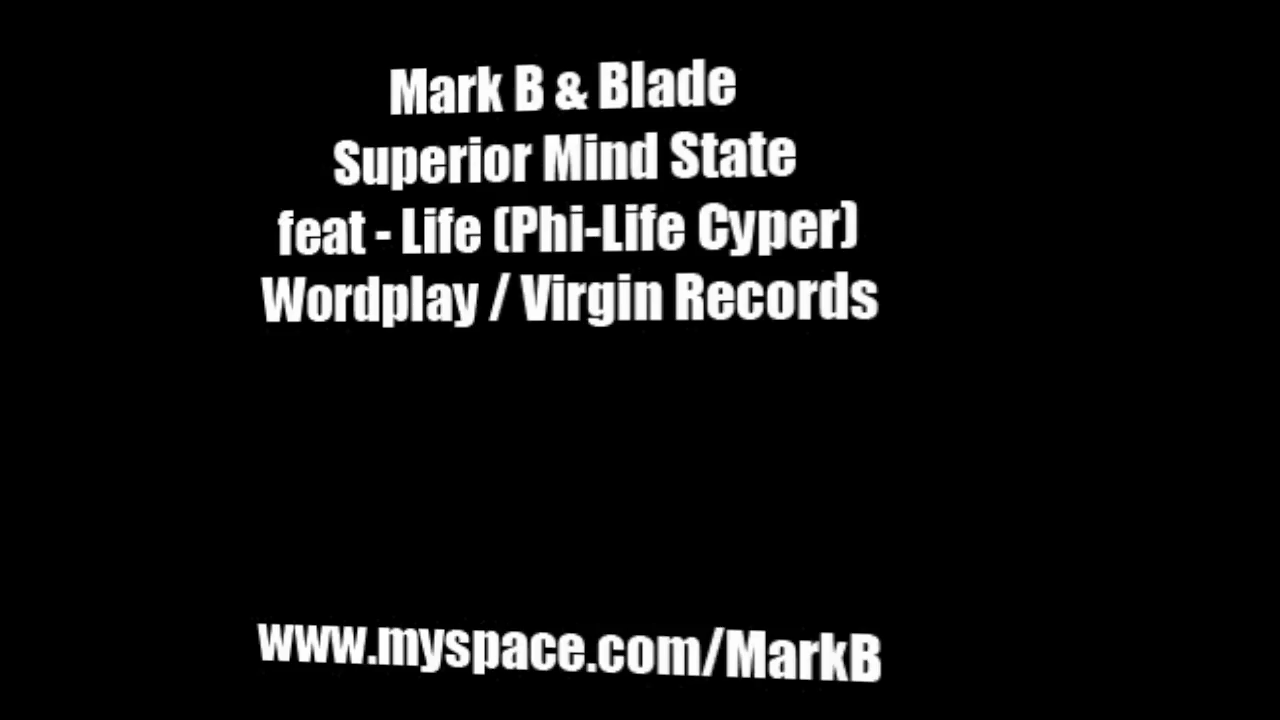 Mark B & Blade
Superior Mind State
feat - Life (Phi-Life Cyper)
Wordplay / Virgin Records
www.myspace.com/MarkB